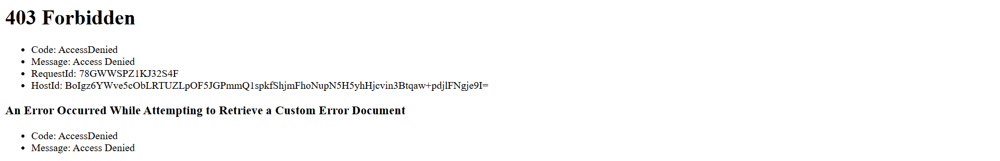 403 Forbidden
Code: AccessDenied
Message: Access Denied
RequestId: 78GWWSPZ1KJ32S4F
HostId: BoIgz6YWve5cObLRTUZLpOF5JGPmmQ1spkfShjmFhoNupN5H5yhHjcvin3Btqaw+pdjlFNgje9I=
An Error Occurred While Attempting to Retrieve a Custom Error Document
Code: AccessDenied
Message: Access Denied